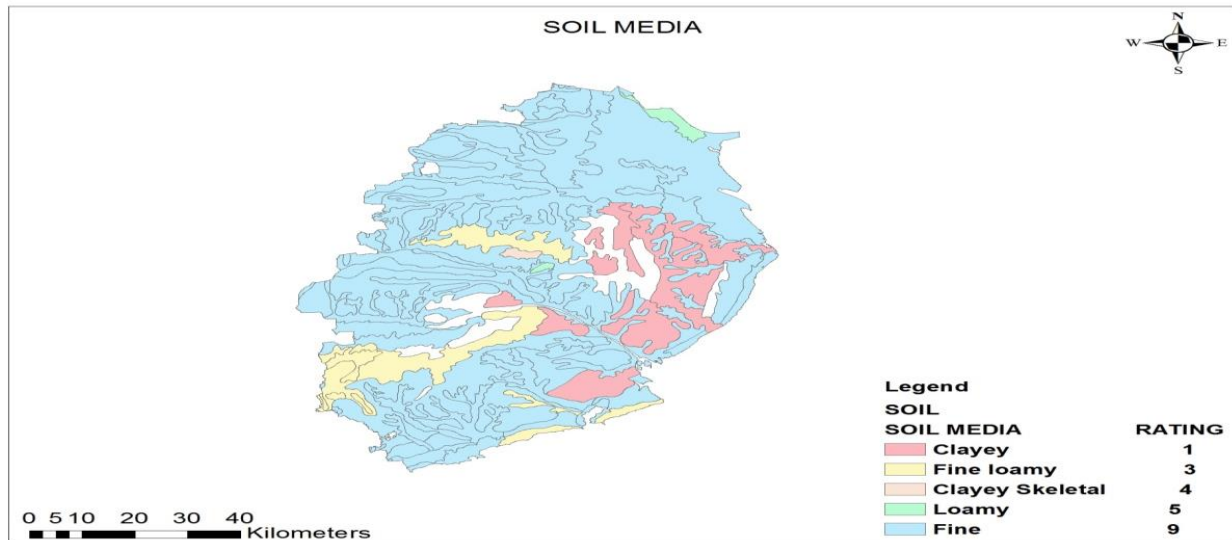 SOIL MEDIA
N
W E
S
Legend
SOIL
SOIL MEDIA RATING
Clayey 1
Fine loamy 3
Clayey Skeletal 4
Loamy 5
Fine 9
0 5 10 20 30 40
Kilometers